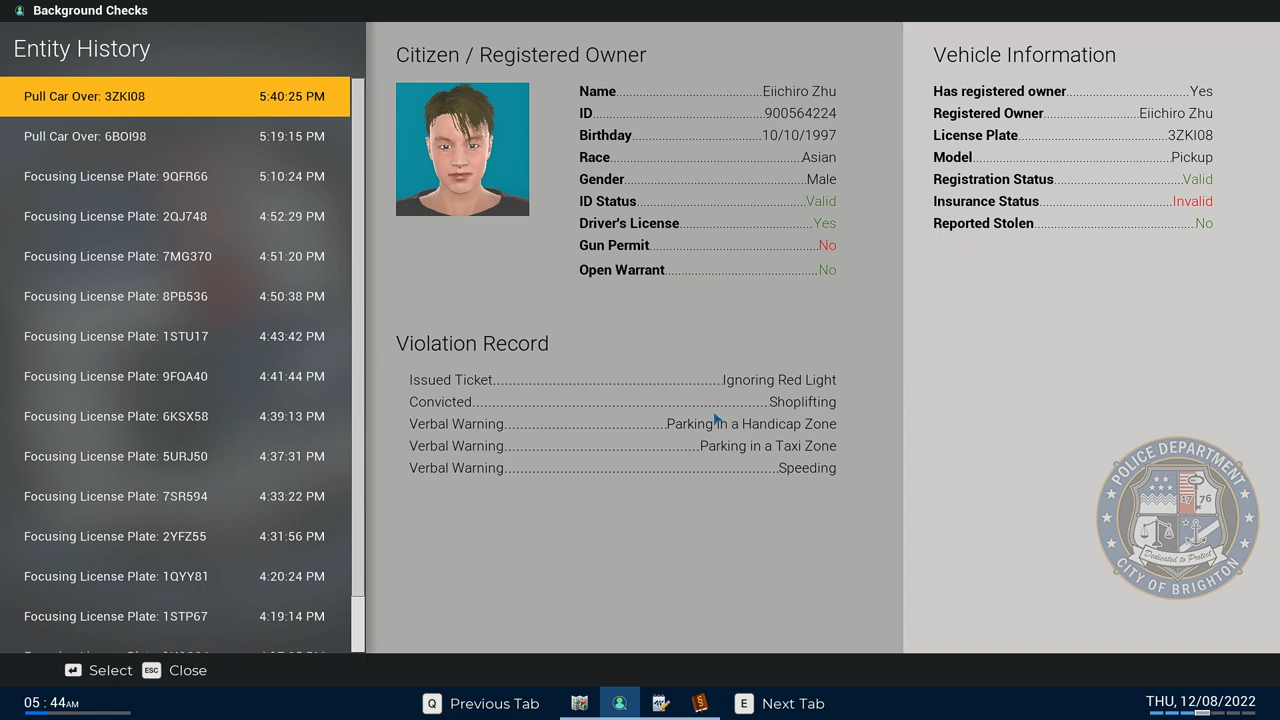 Background Checks
Entity History
Pull Car Over: 3ZKI08 5:40:25 PM
Pull Car Over: 6BOI98 5:19:15 PM
Focusing License Plate: 9QFR66 5:10:24 PM
Focusing License Plate: 2QJ748 4:52:29 PM
Focusing License Plate: 7MG370 4:51:20 PM
Focusing License Plate: 8PB536 4:50:38 PM
Focusing License Plate: 1STU17 4:43:42 PM
Focusing License Plate: 9FQA40 4:41:44 PM
Focusing License Plate: 6KSX58 4:39:13 PM
Focusing License Plate: 5URJ50 4:37:31 PM
Focusing License Plate: 7SR594 4:33:22 PM
Focusing License Plate: 2YFZ55 4:31:56 PM
Focusing License Plate: 1QYY81 4:20:24 PM
Focusing License Plate: 1STP67 4:19:14 PM
Citizen / Registered Owner
Name Eiichiro Zhu
ID 900564224
Birthday 10/10/1997
Race Asian
Gender Male
ID Status Valid
Driver's License Yes
Gun Permit No
Open Warrant No
Violation Record
Issued Ticket Ignoring Red Light
Convicted Shoplifting
Verbal Warning Parking in a Handicap Zone
Verbal Warning Parking in a Taxi Zone
Verbal Warning Speeding
Vehicle Information
Has registered owner Yes
Registered Owner Eiichiro Zhu
License Plate 3ZKI08
Model Pickup
Registration Status Valid
Insurance Status Invalid
Reported Stolen No
POLICE DEPARTMENT
17 76
Dedicated to Protect
CITY OF BRIGHTON
Select ESC Close
05 : 44 AM
Q Previous Tab
E Next Tab
THU, 12/08/2022